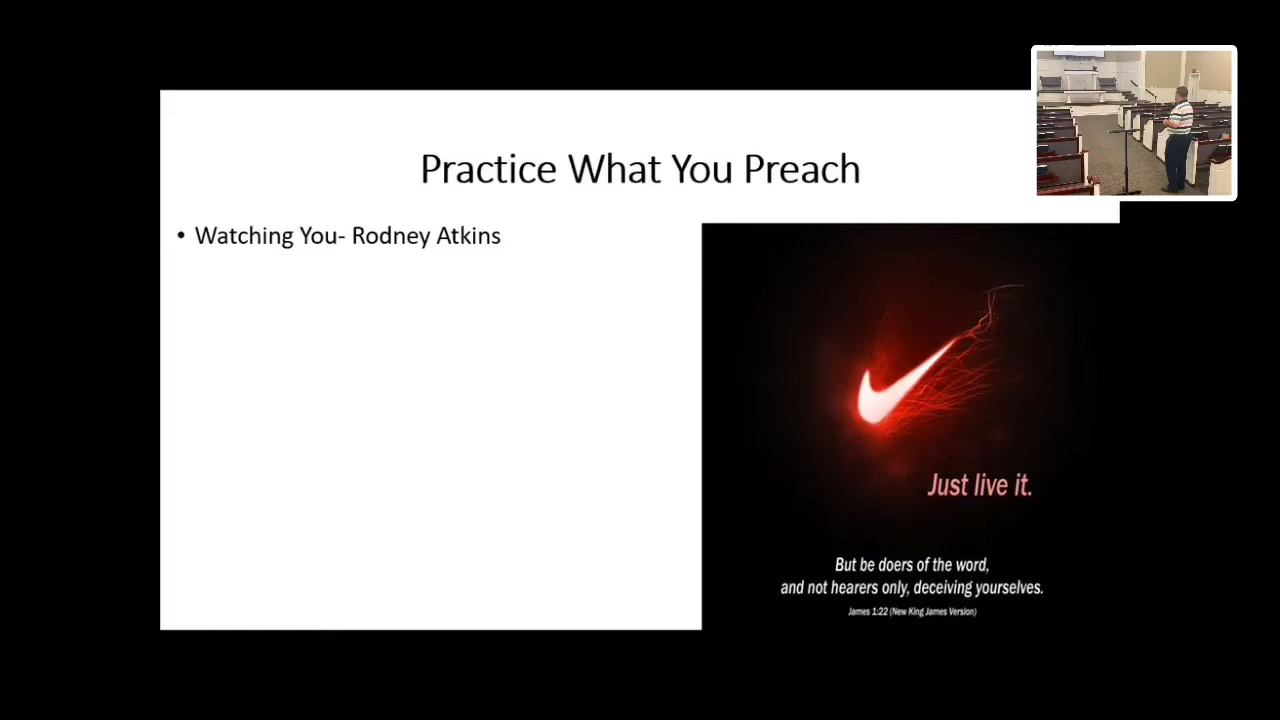 Practice What You Preach
• Watching You- Rodney Atkins
Just live it.
But be doers of the word,
and not hearers only, deceiving yourselves.
James 1:22 (New King James Version)